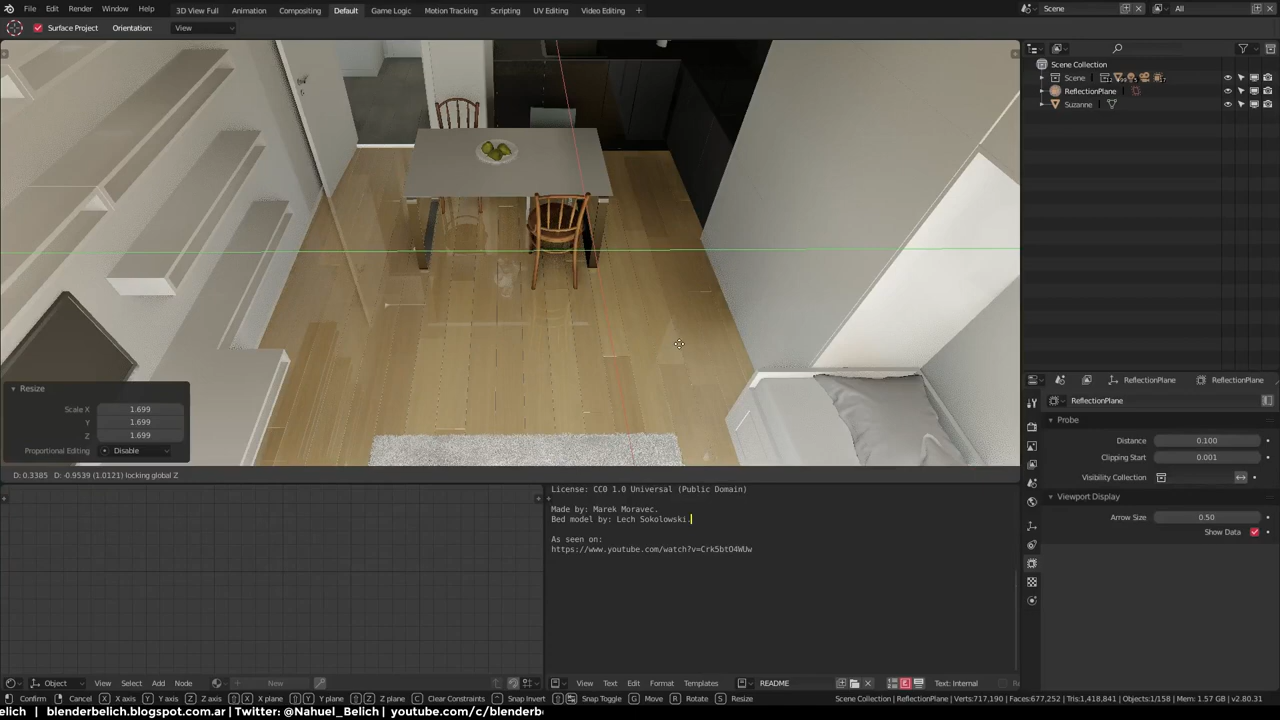 File Edit Render Window Help 3D View Full Animation Compositing Default Game Logic Motion Tracking Scripting UV Editing Video Editing + Scene All
Surface Project Orientation: View
Scene Collection
Scene
ReflectionPlane
Suzanne
ReflectionPlane ReflectionPlane
ReflectionPlane
Probe
Distance 0.100
Clipping Start 0.001
Visibility Collection
Viewport Display
Arrow Size 0.50
Show Data
Resize
Scale X 1.699
Y 1.699
Z 1.699
Proportional Editing Disable
D: 0.3385 D: -0.9539 (1.0121) locking global Z
License: CC0 1.0 Universal (Public Domain)
Made by: Marek Moravec.
Bed model by: Lech Sokolowski.
As seen on:
https://www.youtube.com/watch?v=Crk5btO4WUw
Object View Select Add Node New View Text Edit Format Templates README Text: Internal
Confirm Cancel X X axis Y Y axis Z Z axis X X plane Y Y plane Z Z plane C Clear Constraints Snap Invert Snap Toggle G Move R Rotate S Resize Scene Collection | ReflectionPlane | Verts:717,190 | Faces:677,252 | Tris:1,418,841 | Objects:1/158 | Mem: 1.57 GB | v2.80.31
elich | blenderbelich.blogspot.com.ar | Twitter: @Nahuel_Belich | youtube.com/c/blenderb